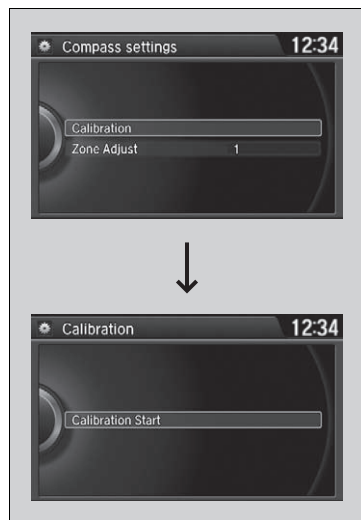 Compass settings 12:34
Calibration
Zone Adjust 1
Calibration 12:34
Calibration Start